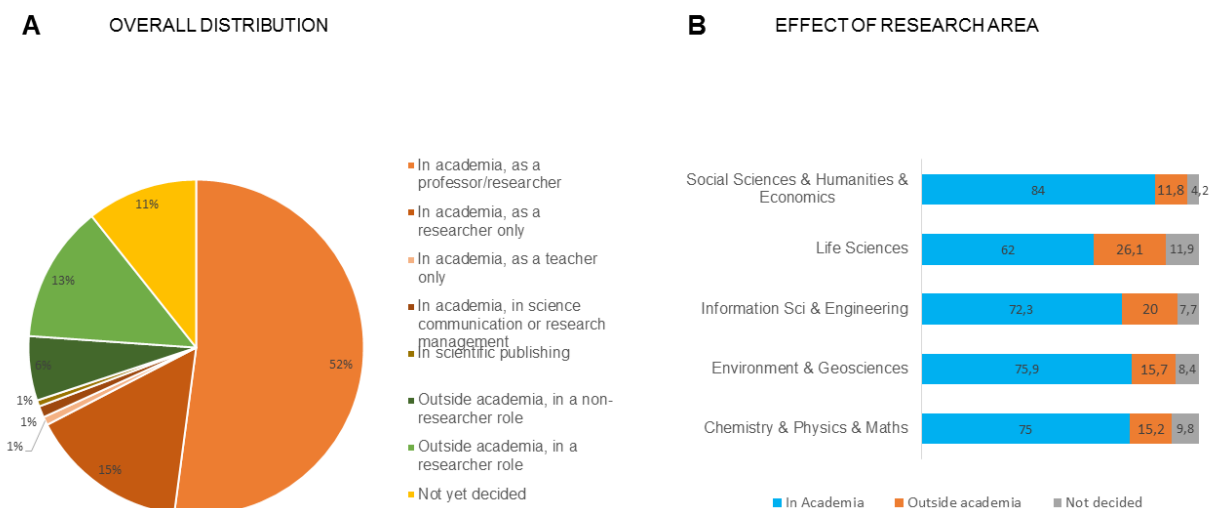 A
OVERALL DISTRIBUTION
11%
13%
6%
1%
1%
1%
15%
52%
In academia, as a
professor/researcher
In academia, as a
researcher only
In academia, as a teacher
only
In academia, in science
communication or research
management
In scientific publishing
Outside academia, in a non-
researcher role
Outside academia, in a
researcher role
Not yet decided
B
EFFECT OF RESEARCH AREA
Social Sciences & Humanities &
Economics
84 11,8 4,2
Life Sciences
62 26,1 11,9
Information Sci & Engineering
72,3 20 7,7
Environment & Geosciences
75,9 15,7 8,4
Chemistry & Physics & Maths
75 15,2 9,8
In Academia Outside academia Not decided